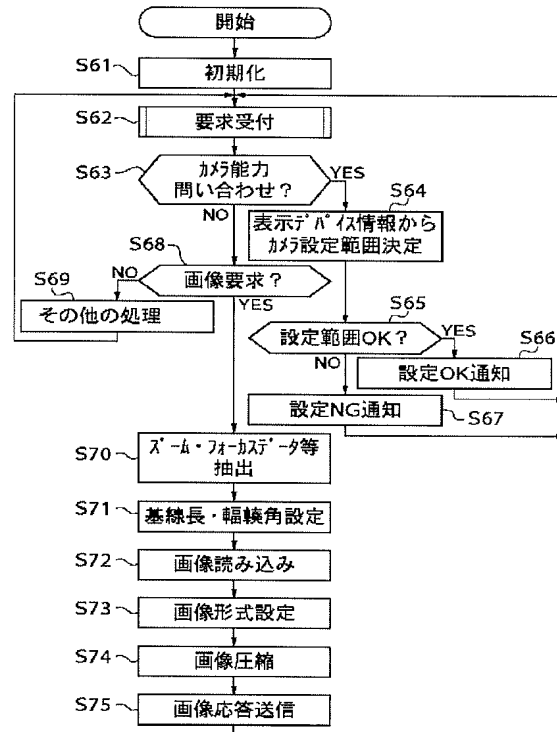 開始
S61
初期化
S62
要求受付
S63
カメラ能力
問い合わせ？
YES
NO
S64
表示デバイス情報から
カメラ設定範囲決定
S68
画像要求？
NO
YES
S69
その他の処理
S65
設定範囲OK？
YES
NO
S66
設定OK通知
設定NG通知
S67
S70
ズーム・フォーカスデータ等
抽出
S71
基線長・輻輳角設定
S72
画像読み込み
S73
画像形式設定
S74
画像圧縮
S75
画像応答送信